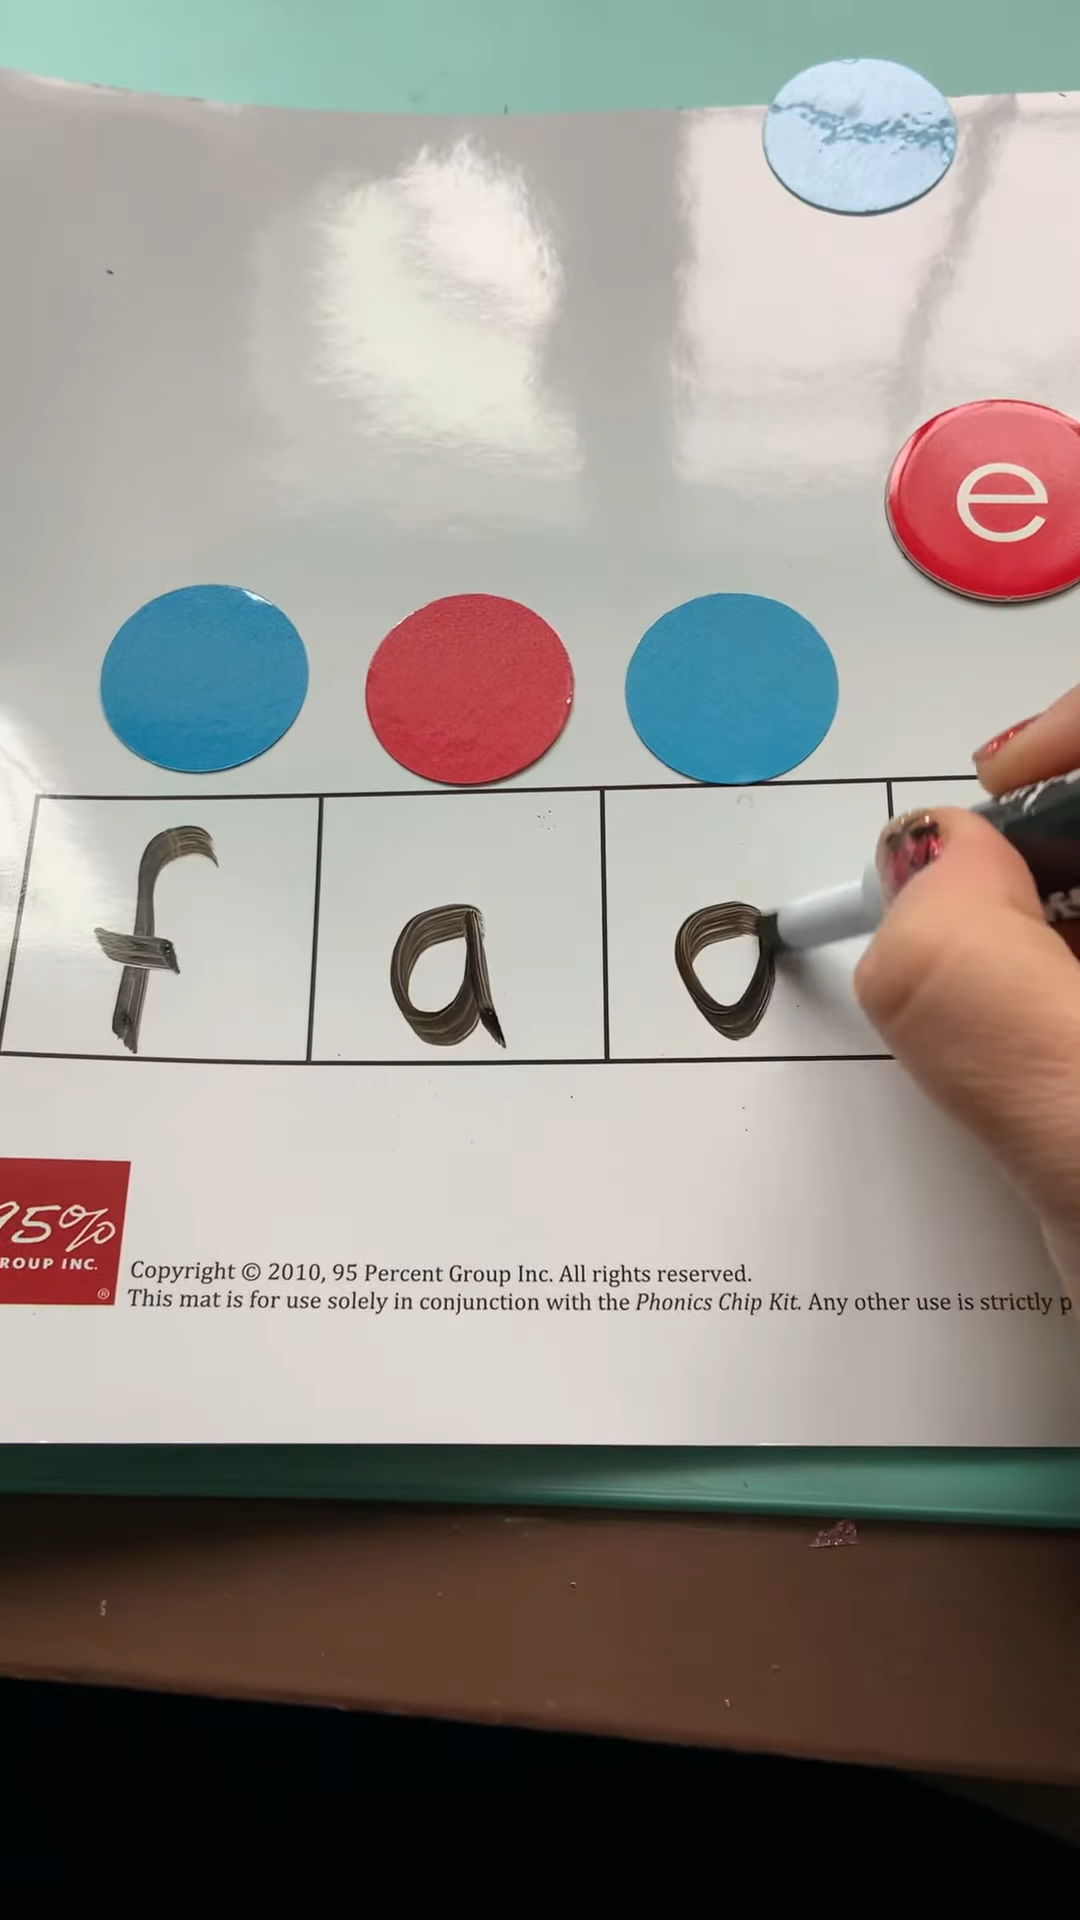 e
f a o
95%
ROUP INC.
®
Copyright © 2010, 95 Percent Group Inc. All rights reserved.
This mat is for use solely in conjunction with the Phonics Chip Kit. Any other use is strictly p